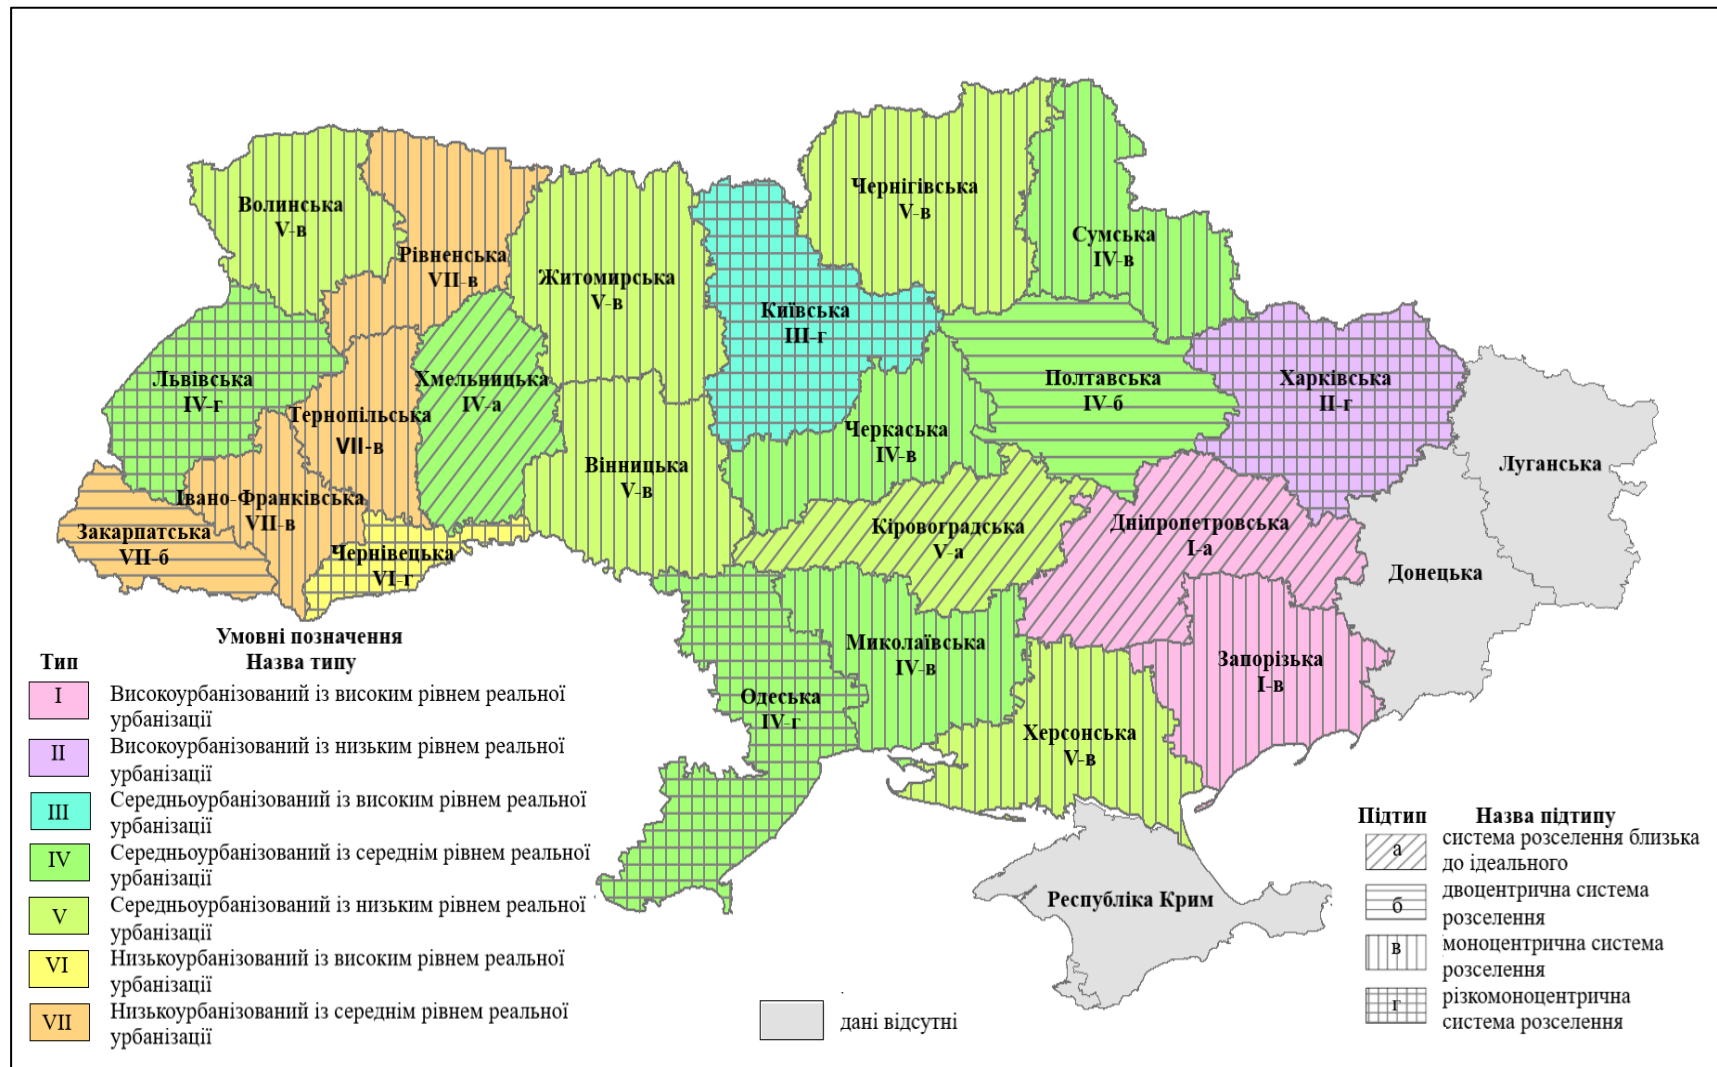 Чернігівська
V-в
Волинська
V-в
Сумська
IV-в
Рівненська
VII-в
Житомирська
V-в
Київська
III-г
Львівська
IV-г
Хмельницька
IV-а
Полтавська
IV-б
Харківська
II-г
Тернопільська
VII-в
Черкаська
IV-в
Вінницька
V-в
Луганська
Івано-Франківська
VII-в
Закарпатська
VII-б
Чернівецька
VI-г
Кіровоградська
V-а
Дніпропетровська
I-а
Донецька
Миколаївська
IV-в
Запорізька
I-в
Одеська
IV-г
Херсонська
V-в
Республіка Крим
Умовні позначення
Тип
Назва типу
I
Високоурбанізований із високим рівнем реальної
урбанізації
II
Високоурбанізований із низьким рівнем реальної
урбанізації
III
Середньоурбанізований із високим рівнем реальної
урбанізації
IV
Середньоурбанізований із середнім рівнем реальної
урбанізації
V
Середньоурбанізований із низьким рівнем реальної
урбанізації
VI
Низькоурбанізований із високим рівнем реальної
урбанізації
VII
Низькоурбанізований із середнім рівнем реальної
урбанізації
дані відсутні
Підтип
Назва підтипу
а
система розселення близька
до ідеального
б
двоцентрична система
розселення
в
моноцентрична система
розселення
г
різкомоноцентрична
система розселення